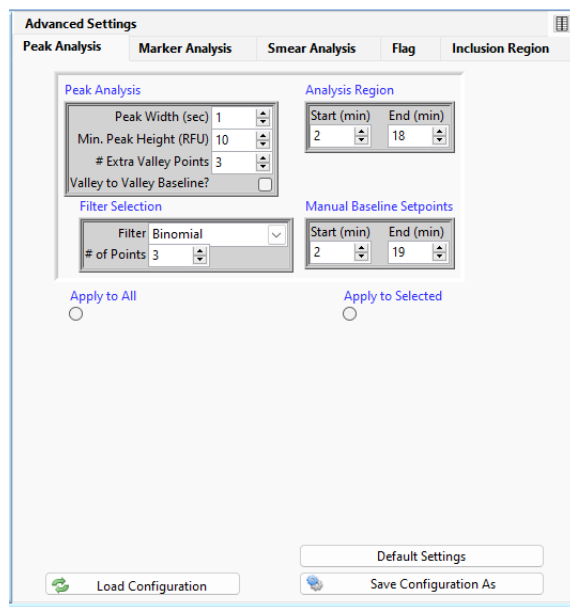 Advanced Settings
Peak Analysis Marker Analysis Smear Analysis Flag Inclusion Region
Peak Analysis
Peak Width (sec) 1
Min. Peak Height (RFU) 10
# Extra Valley Points 3
Valley to Valley Baseline?
Analysis Region
Start (min) End (min)
2 18
Filter Selection
Filter Binomial
# of Points 3
Manual Baseline Setpoints
Start (min) End (min)
2 19
Apply to All Apply to Selected
Default Settings
Load Configuration Save Configuration As